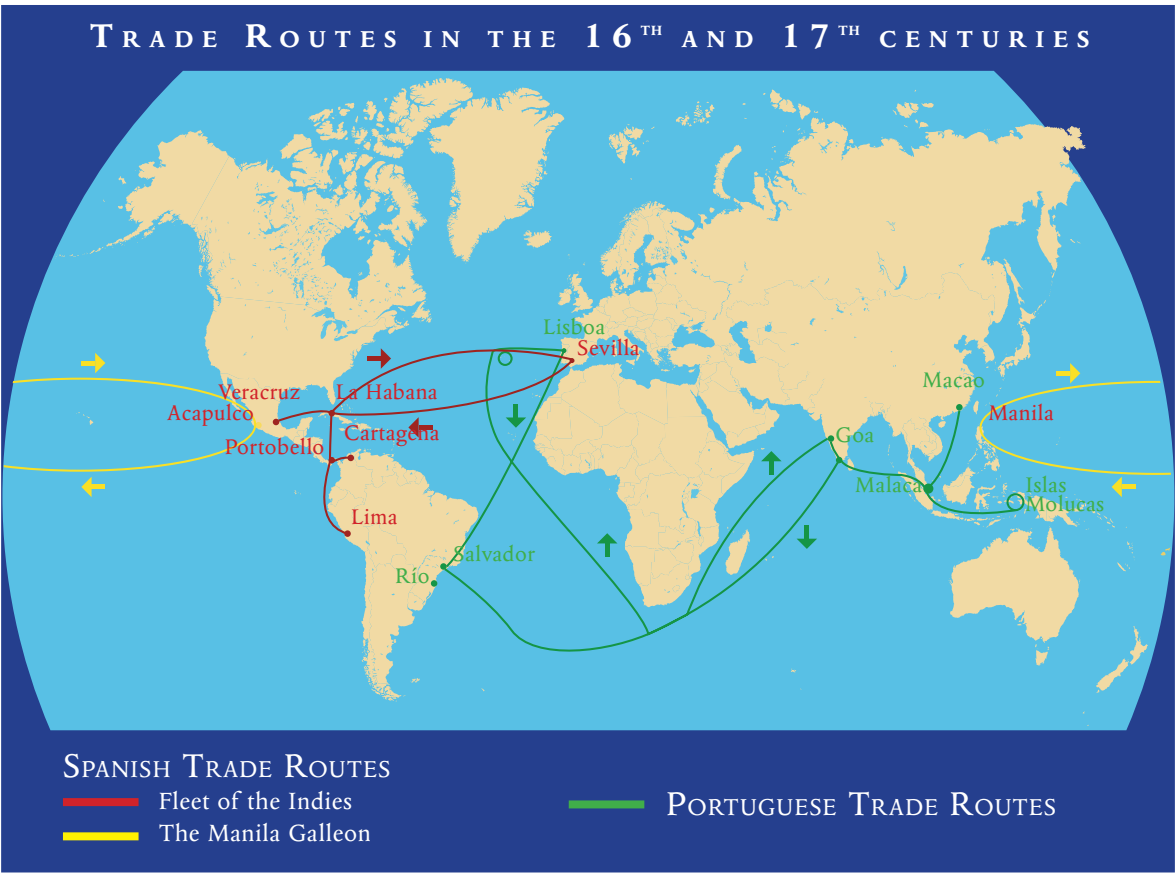 TRADE ROUTES IN THE 16TH AND 17TH CENTURIES
Lisboa
Sevilla
Macao
Veracruz
La Habana
Acapulco
Manila
Cartagena
Goa
Portobello
Malaca
Islas
Molucas
Lima
Salvador
Río
SPANISH TRADE ROUTES
Fleet of the Indies
The Manila Galleon
PORTUGUESE TRADE ROUTES